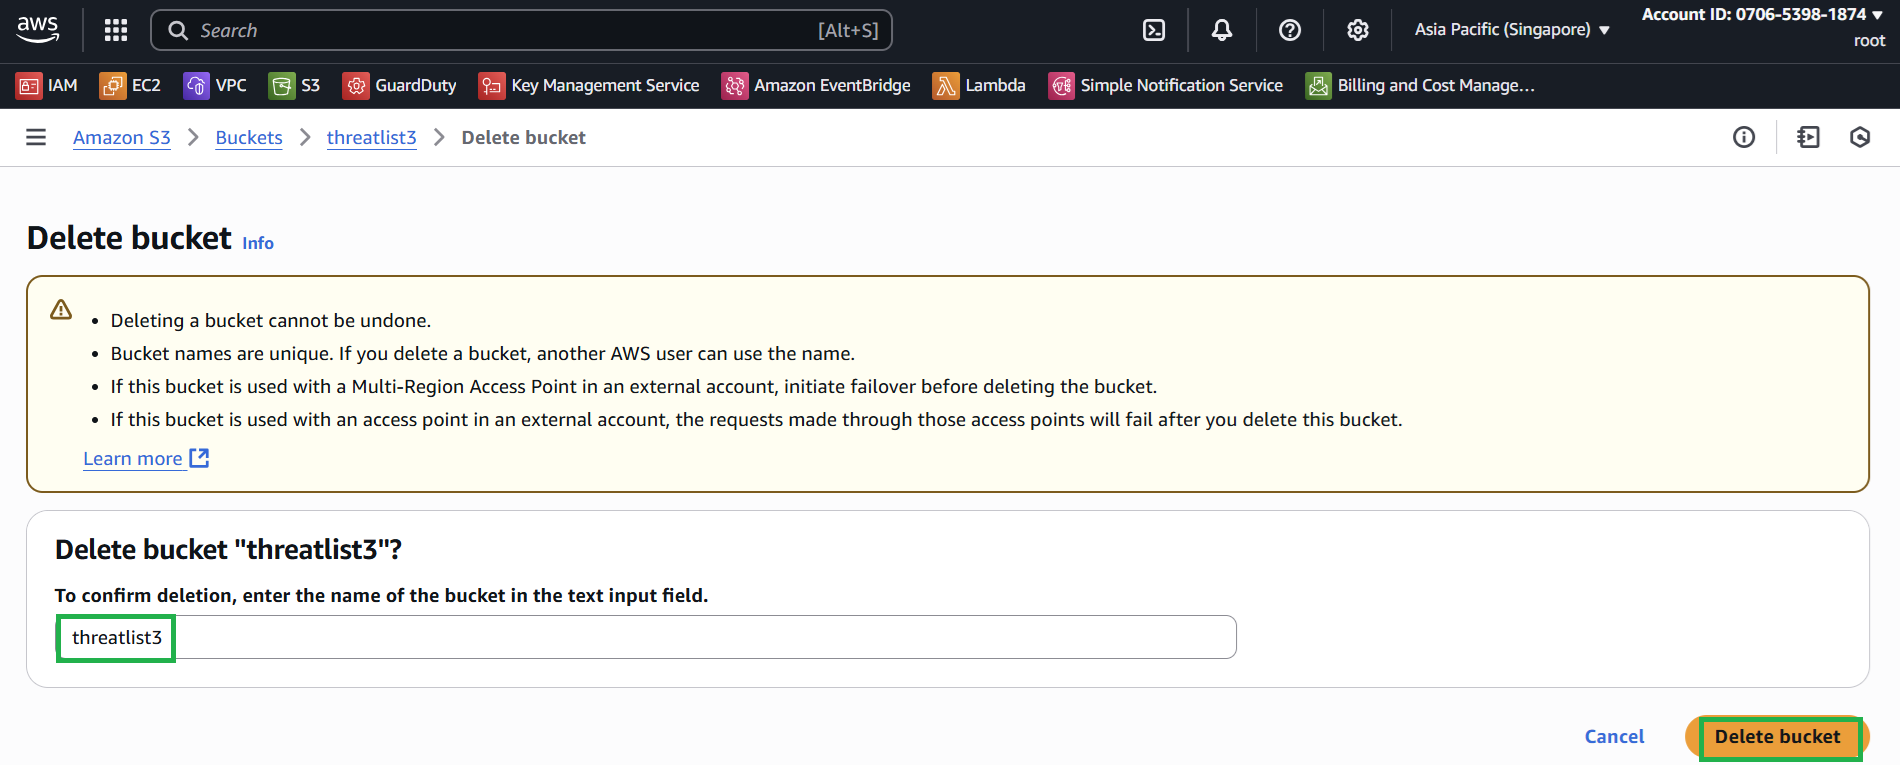 aws
Search [Alt+S]
Asia Pacific (Singapore)
Account ID: 0706-5398-1874
root
IAM EC2 VPC S3 GuardDuty Key Management Service Amazon EventBridge Lambda Simple Notification Service Billing and Cost Manage...
Amazon S3 Buckets threatlist3 Delete bucket
Delete bucket Info
• Deleting a bucket cannot be undone.
• Bucket names are unique. If you delete a bucket, another AWS user can use the name.
• If this bucket is used with a Multi-Region Access Point in an external account, initiate failover before deleting the bucket.
• If this bucket is used with an access point in an external account, the requests made through those access points will fail after you delete this bucket.
Learn more
Delete bucket "threatlist3"?
To confirm deletion, enter the name of the bucket in the text input field.
threatlist3
Cancel Delete bucket